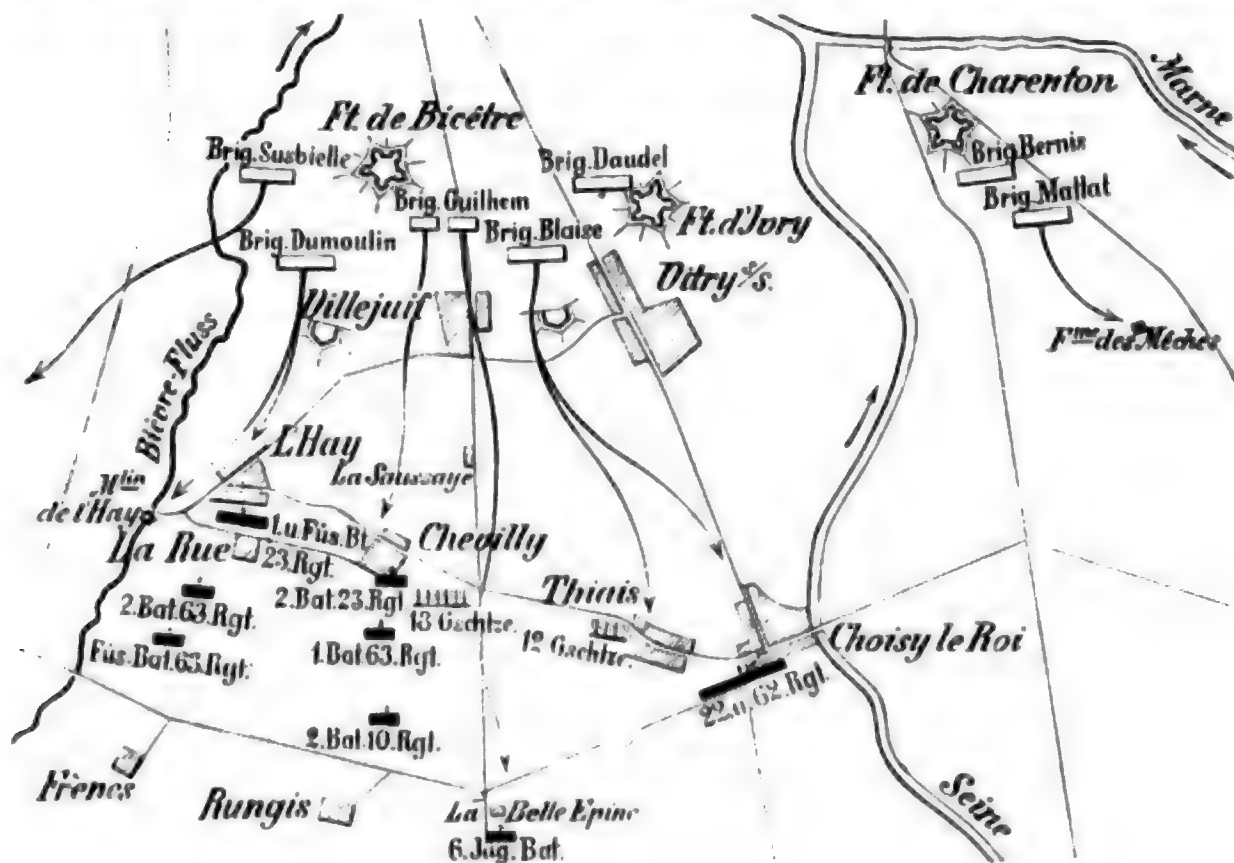 Marne
Ft. de Charenton
Ft. de Bicêtre
Brig. Susbielle
Brig. Daudel
Brig. Bernis
Brig. Mattat
Brig. Guilhem
Brig. Blaise
Ft. d'Ivry
Brig. Dumoulin
Vitry s/s.
Villejuif
Fme des Mèches
Bièvre-Fluss
L'Hay
La Saussaye
Mlin
de l'Hay
1. u. Füs. Bt.
23. Rgt.
La Rue
Chevilly
2. Bat. 63. Rgt.
2. Bat. 23. Rgt.
13 Gschtze.
Thiais
12 Gschtze.
Choisy le Roi
Füs. Bat. 63. Rgt.
1. Bat. 63. Rgt.
22. u. 62. Rgt.
2. Bat. 10. Rgt.
Frènes
Rungis
La Belle Epine
6. Jäg. Bat.
Seine